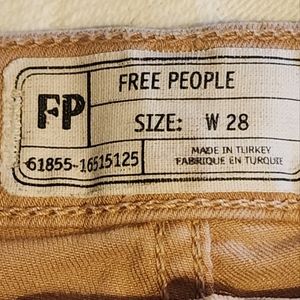 FP
FREE PEOPLE
SIZE: W 28
61855-16515125
MADE IN TURKEY
FABRIQUE EN TURQUIE